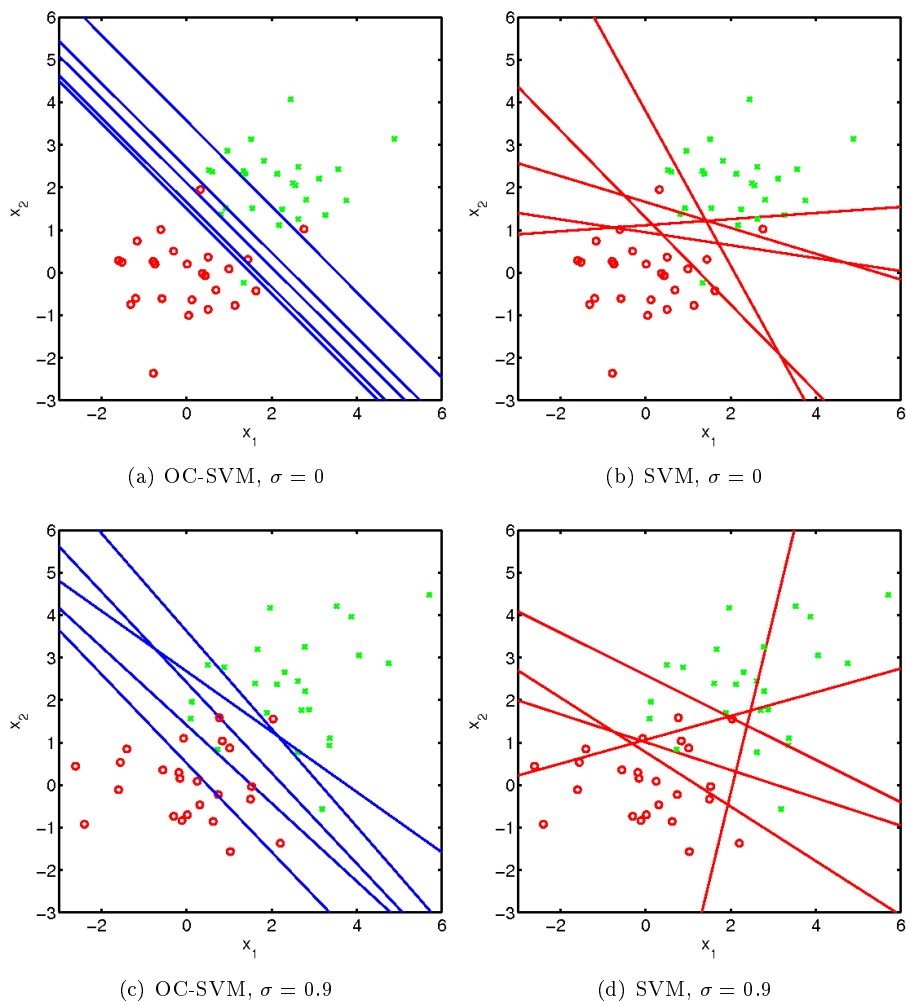 6
5
4
3
2
1
0
−1
−2
−3
x₂
−2 0 2 4 6
x₁
(a) OC-SVM, σ = 0
6
5
4
3
2
1
0
−1
−2
−3
x₂
−2 0 2 4 6
x₁
(b) SVM, σ = 0
6
5
4
3
2
1
0
−1
−2
−3
x₂
−2 0 2 4 6
x₁
(c) OC-SVM, σ = 0.9
6
5
4
3
2
1
0
−1
−2
−3
x₂
−2 0 2 4 6
x₁
(d) SVM, σ = 0.9